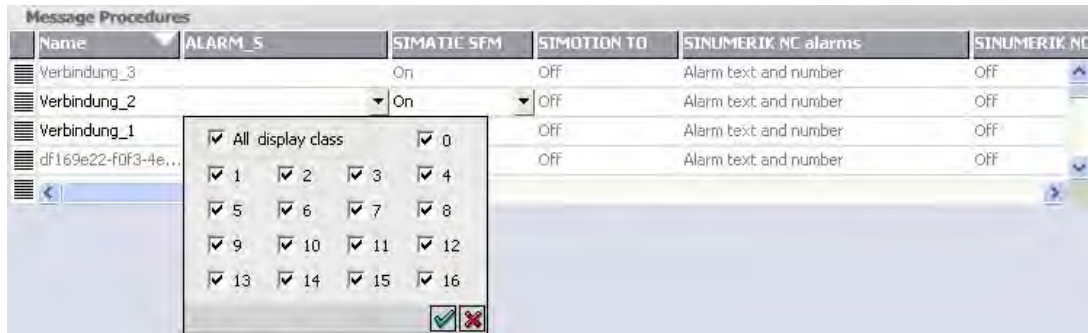 Message Procedures
Name ALARM_S SIMATIC SFM SIMOTION TO SINUMERIK NC alarms SINUMERIK NC
Verbindung_3 On Off Alarm text and number Off
Verbindung_2 On Off Alarm text and number Off
Verbindung_1 Off Alarm text and number Off
df169e22-f0f3-4e... Off Alarm text and number Off
All display class 0
1 2 3 4
5 6 7 8
9 10 11 12
13 14 15 16